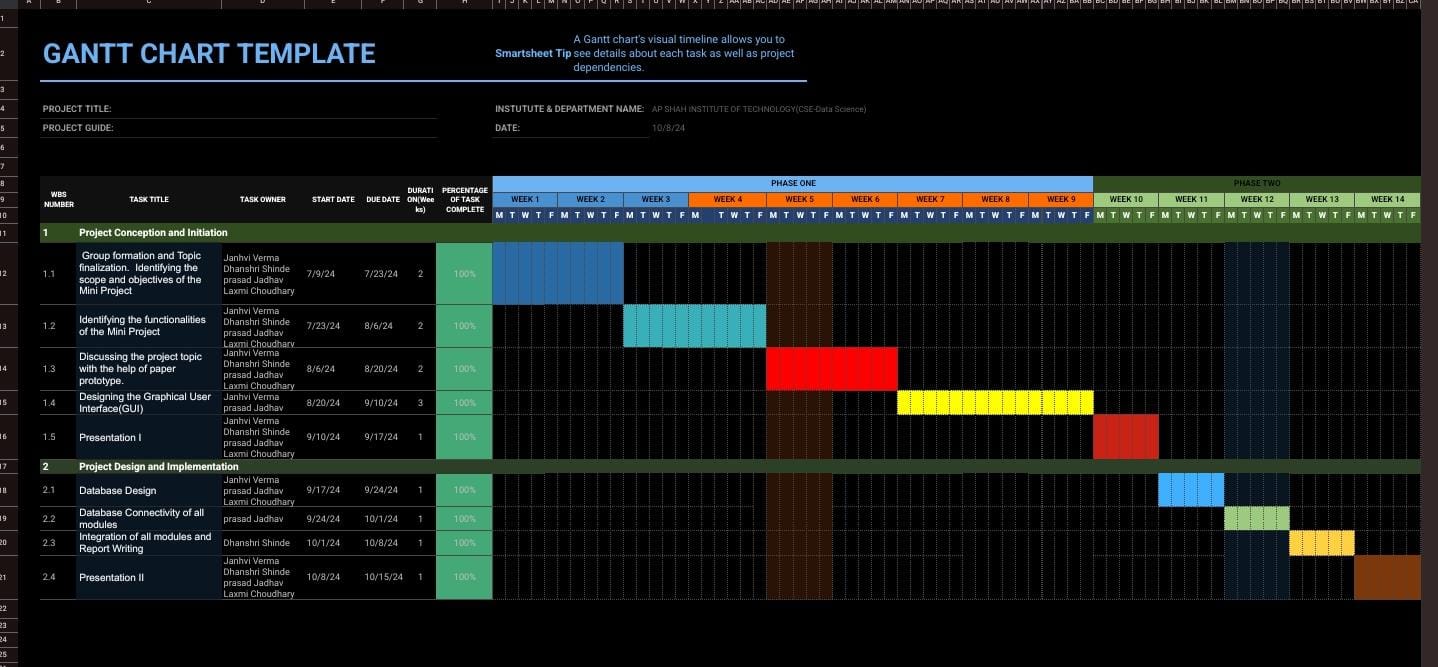 GANTT CHART TEMPLATE
Smartsheet Tip
A Gantt chart's visual timeline allows you to
see details about each task as well as project
dependencies.
PROJECT TITLE:
INSTUTUTE & DEPARTMENT NAME: AP SHAH INSTITUTE OF TECHNOLOGY(CSE-Data Science)
PROJECT GUIDE:
DATE: 10/8/24
WBS
NUMBER
TASK TITLE
TASK OWNER
START DATE
DUE DATE
DURATI
ON(Wee
ks)
PERCENTAGE
OF TASK
COMPLETE
PHASE ONE
PHASE TWO
WEEK 1 WEEK 2 WEEK 3 WEEK 4 WEEK 5 WEEK 6 WEEK 7 WEEK 8 WEEK 9 WEEK 10 WEEK 11 WEEK 12 WEEK 13 WEEK 14
M T W T F M T W T F M T W T F M T W T F M T W T F M T W T F M T W T F M T W T F M T W T F M T W T F M T W T F M T W T F M T W T F M T W T F
1 Project Conception and Initiation
1.1
Group formation and Topic
finalization. Identifying the
scope and objectives of the
Mini Project
Janhvi Verma
Dhanshri Shinde
prasad Jadhav
Laxmi Choudhary
7/9/24 7/23/24 2 100%
1.2
Identifying the functionalities
of the Mini Project
Janhvi Verma
Dhanshri Shinde
prasad Jadhav
Laxmi Choudhary
7/23/24 8/6/24 2 100%
1.3
Discussing the project topic
with the help of paper
prototype.
Janhvi Verma
Dhanshri Shinde
prasad Jadhav
Laxmi Choudhary
8/6/24 8/20/24 2 100%
1.4
Designing the Graphical User
Interface(GUI)
Janhvi Verma
prasad Jadhav
8/20/24 9/10/24 3 100%
1.5
Presentation I
Janhvi Verma
Dhanshri Shinde
prasad Jadhav
Laxmi Choudhary
9/10/24 9/17/24 1 100%
2 Project Design and Implementation
2.1
Database Design
Janhvi Verma
prasad Jadhav
Laxmi Choudhary
9/17/24 9/24/24 1 100%
2.2
Database Connectivity of all
modules
prasad Jadhav
9/24/24 10/1/24 1 100%
2.3
Integration of all modules and
Report Writing
Dhanshri Shinde
10/1/24 10/8/24 1 100%
2.4
Presentation II
Janhvi Verma
Dhanshri Shinde
prasad Jadhav
Laxmi Choudhary
10/8/24 10/15/24 1 100%